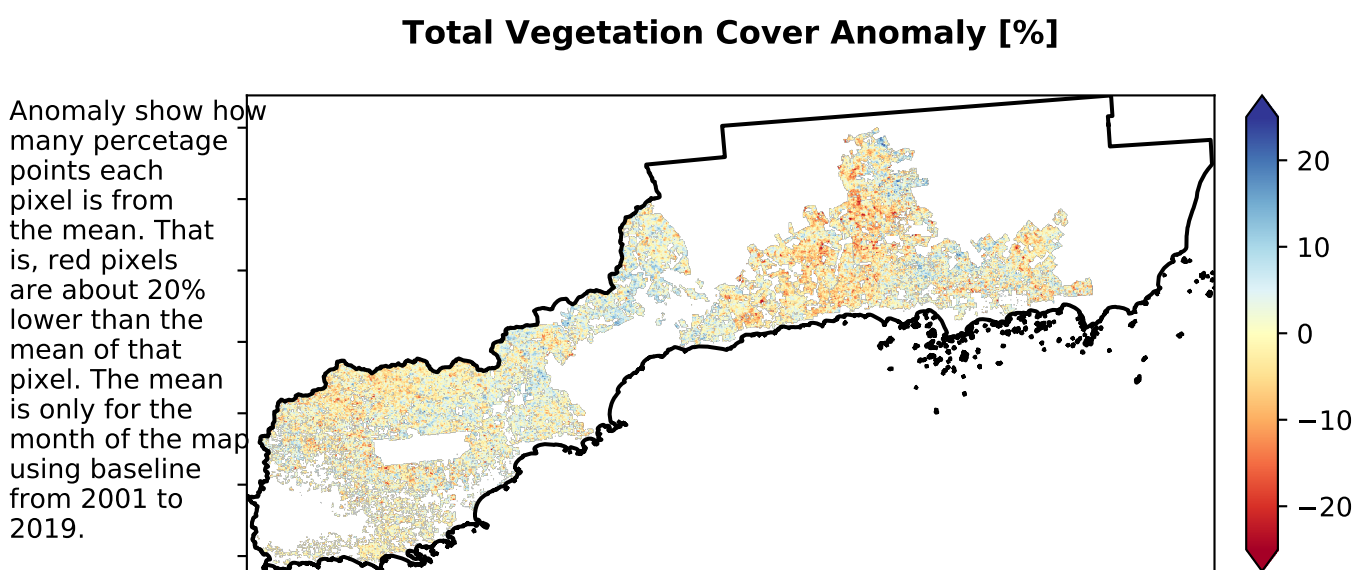 Total Vegetation Cover Anomaly [%]
Anomaly show how
many percetage
points each
pixel is from
the mean. That
is, red pixels
are about 20%
lower than the
mean of that
pixel. The mean
is only for the
month of the map
using baseline
from 2001 to
2019.
20
10
0
−10
−20